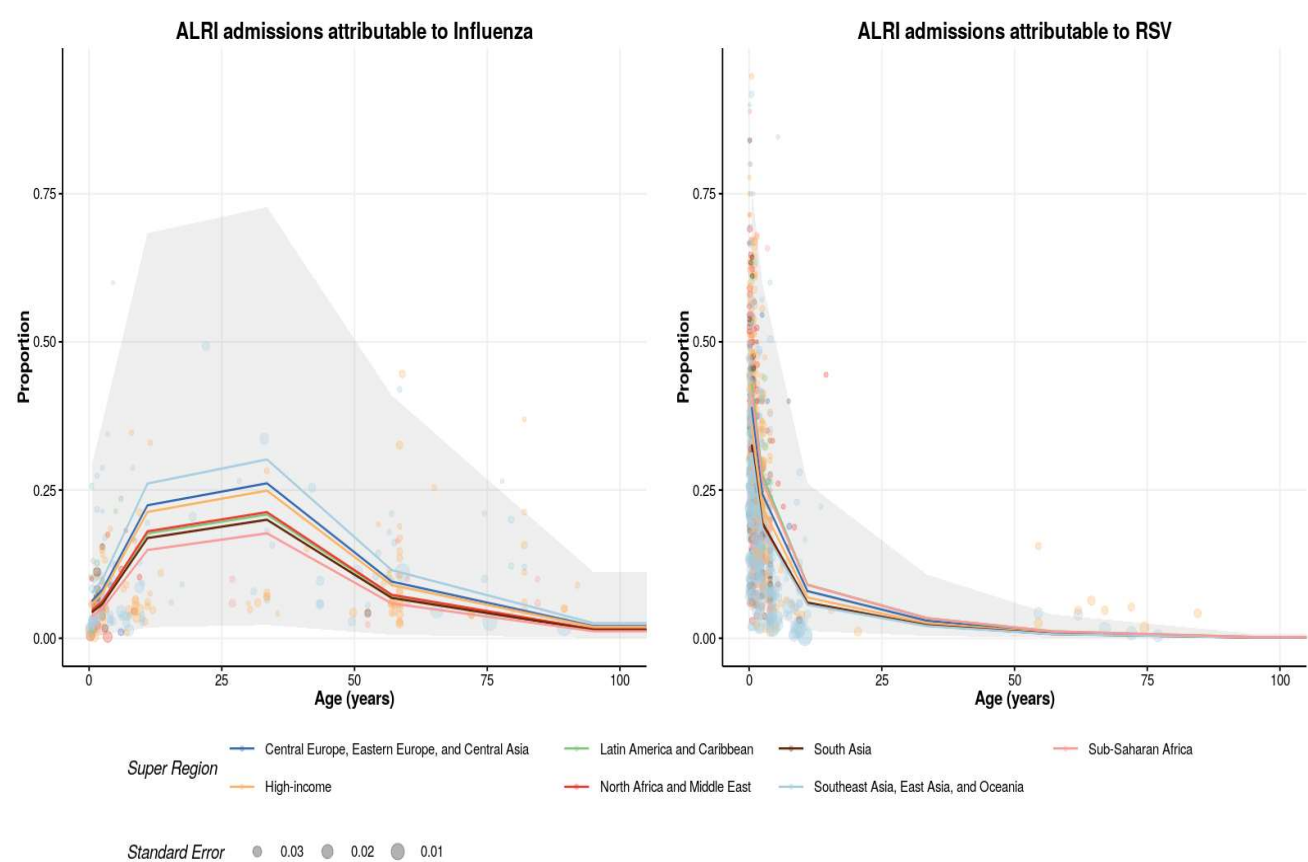 ALRI admissions attributable to Influenza
ALRI admissions attributable to RSV
Proportion
0.75
0.50
0.25
0.00
0 25 50 75 100
Age (years)
Proportion
0.75
0.50
0.25
0.00
0 25 50 75 100
Age (years)
Super Region
Central Europe, Eastern Europe, and Central Asia
Latin America and Caribbean
South Asia
Sub-Saharan Africa
High-income
North Africa and Middle East
Southeast Asia, East Asia, and Oceania
Standard Error
0.03 0.02 0.01